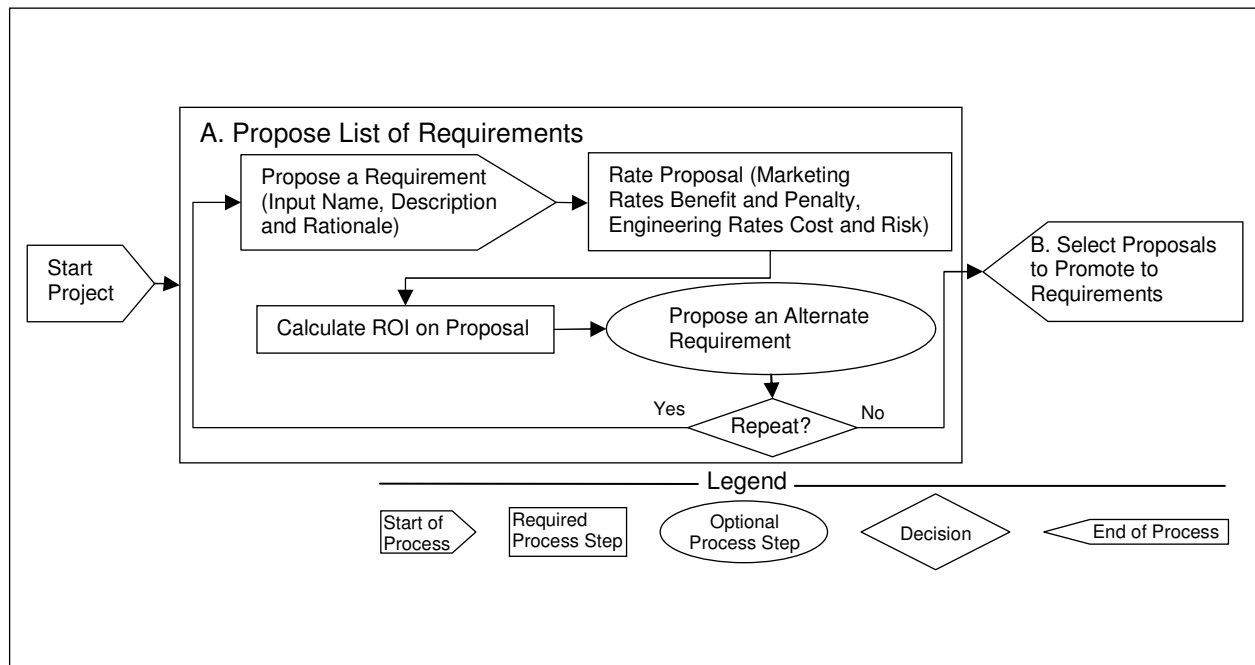 A. Propose List of Requirements
Propose a Requirement
(Input Name, Description
and Rationale)
Rate Proposal (Marketing
Rates Benefit and Penalty,
Engineering Rates Cost and Risk)
Start
Project
B. Select Proposals
to Promote to
Requirements
Calculate ROI on Proposal
Propose an Alternate
Requirement
Yes
Repeat?
No
Legend
Start of
Process
Required
Process Step
Optional
Process Step
Decision
End of Process